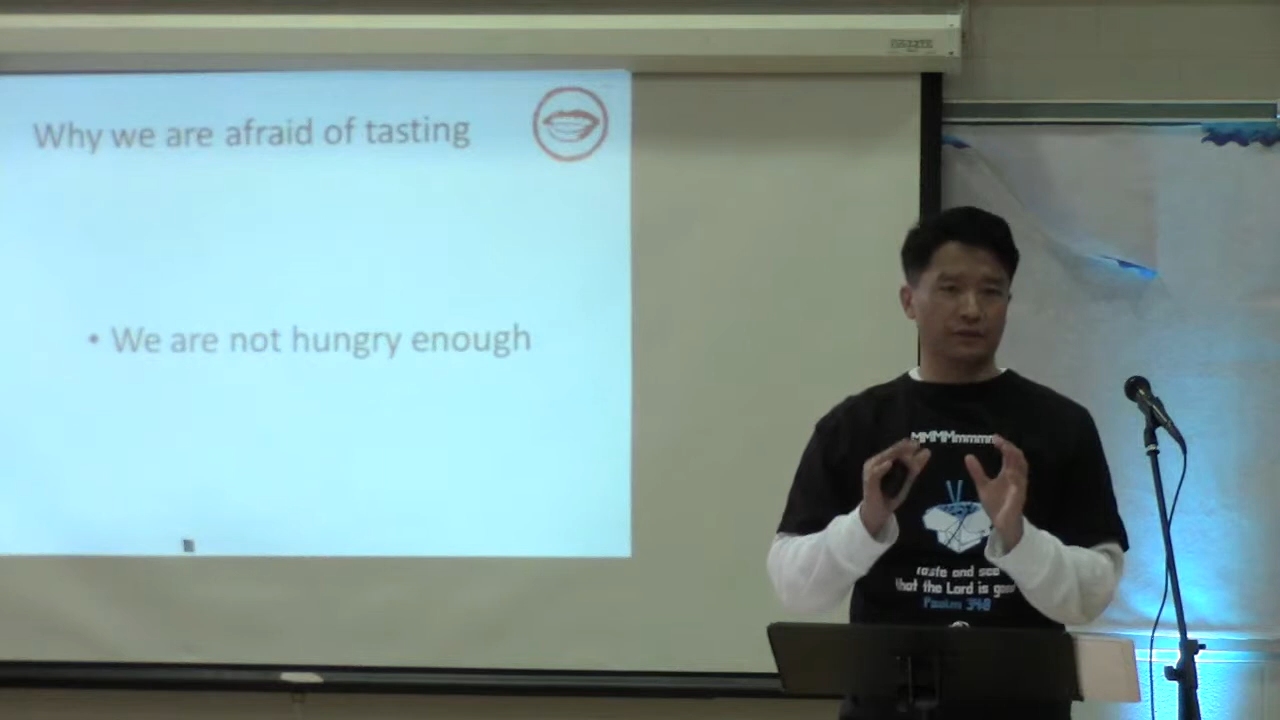 Why we are afraid of tasting
• We are not hungry enough
MMMMmmmm
taste and see
that the Lord is good
Psalm 34:8